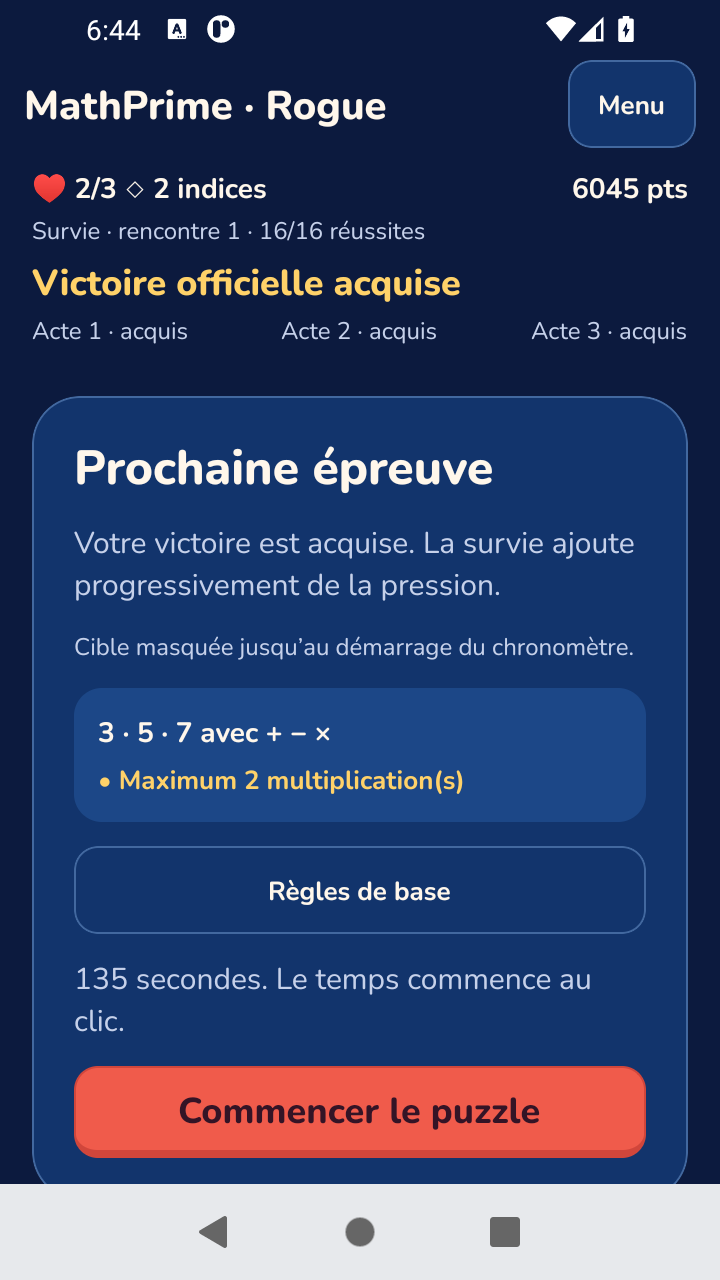 6:44
MathPrime · Rogue
Menu
❤️ 2/3 ◇ 2 indices
6045 pts
Survie · rencontre 1 · 16/16 réussites
Victoire officielle acquise
Acte 1 · acquis
Acte 2 · acquis
Acte 3 · acquis
Prochaine épreuve
Votre victoire est acquise. La survie ajoute
progressivement de la pression.
Cible masquée jusqu’au démarrage du chronomètre.
3 · 5 · 7 avec + − ×
• Maximum 2 multiplication(s)
Règles de base
135 secondes. Le temps commence au
clic.
Commencer le puzzle